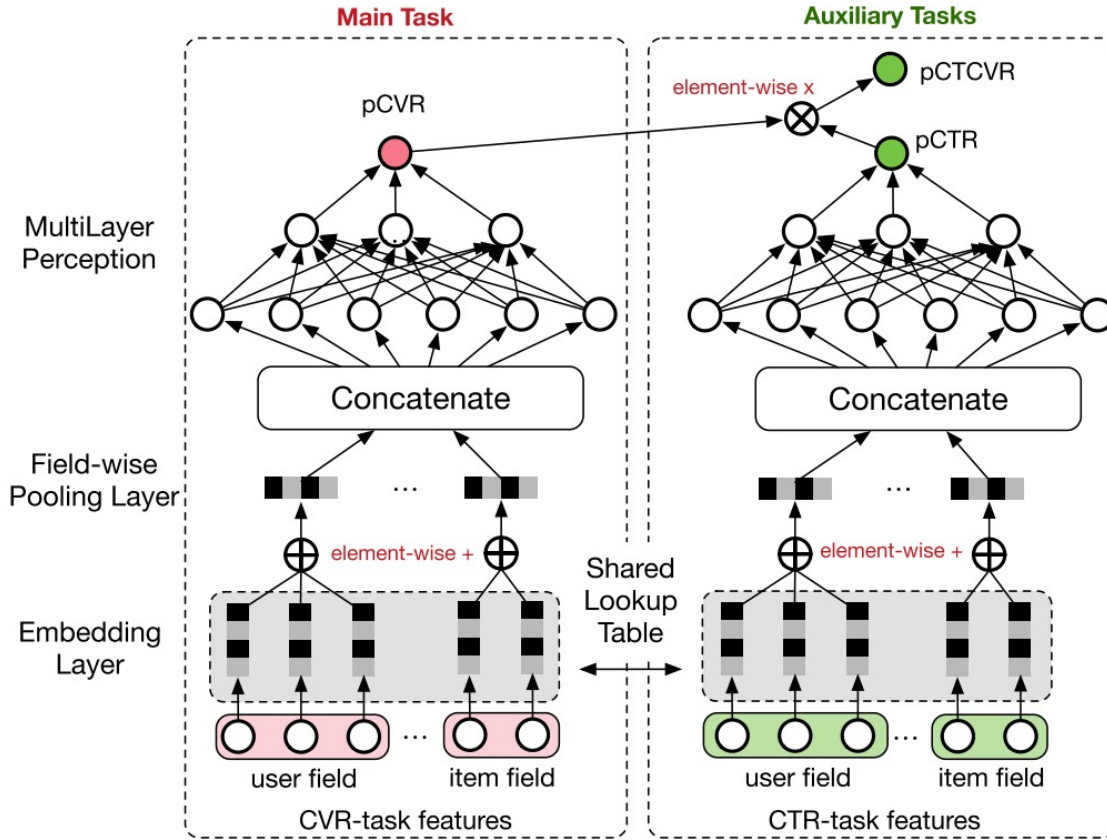 Main Task
Auxiliary Tasks
pCTCVR
element-wise x
pCVR
pCTR
MultiLayer
Perception
Concatenate
Concatenate
Field-wise
Pooling Layer
...
...
element-wise +
element-wise +
Shared
Lookup
Table
Embedding
Layer
...
...
user field
item field
user field
item field
CVR-task features
CTR-task features